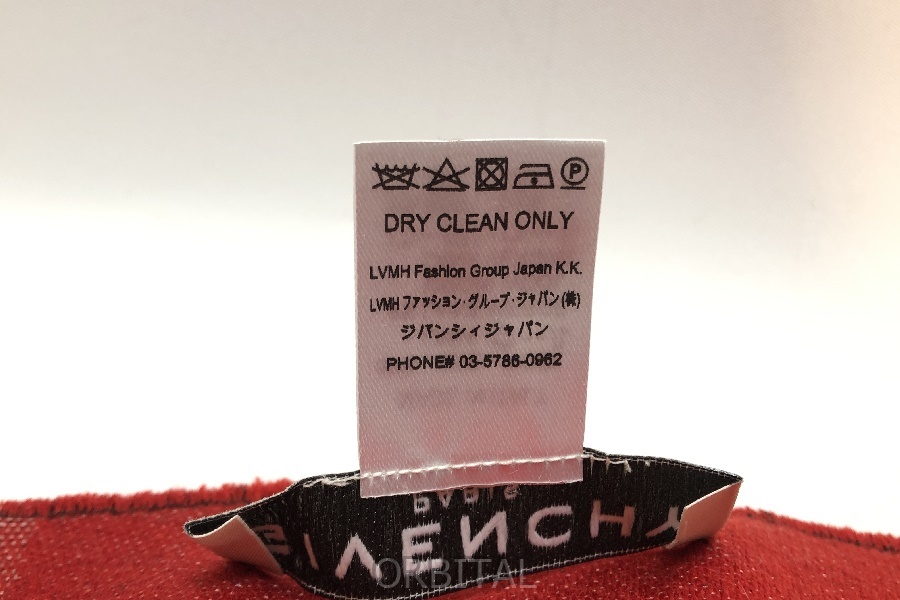 P
DRY CLEAN ONLY
LVMH Fashion Group Japan K.K.
LVMH ファッション・グループ・ジャパン(株)
ジバンシィジャパン
PHONE# 03-5786-0962
PARIS
GIVENCHY
ORBITAL